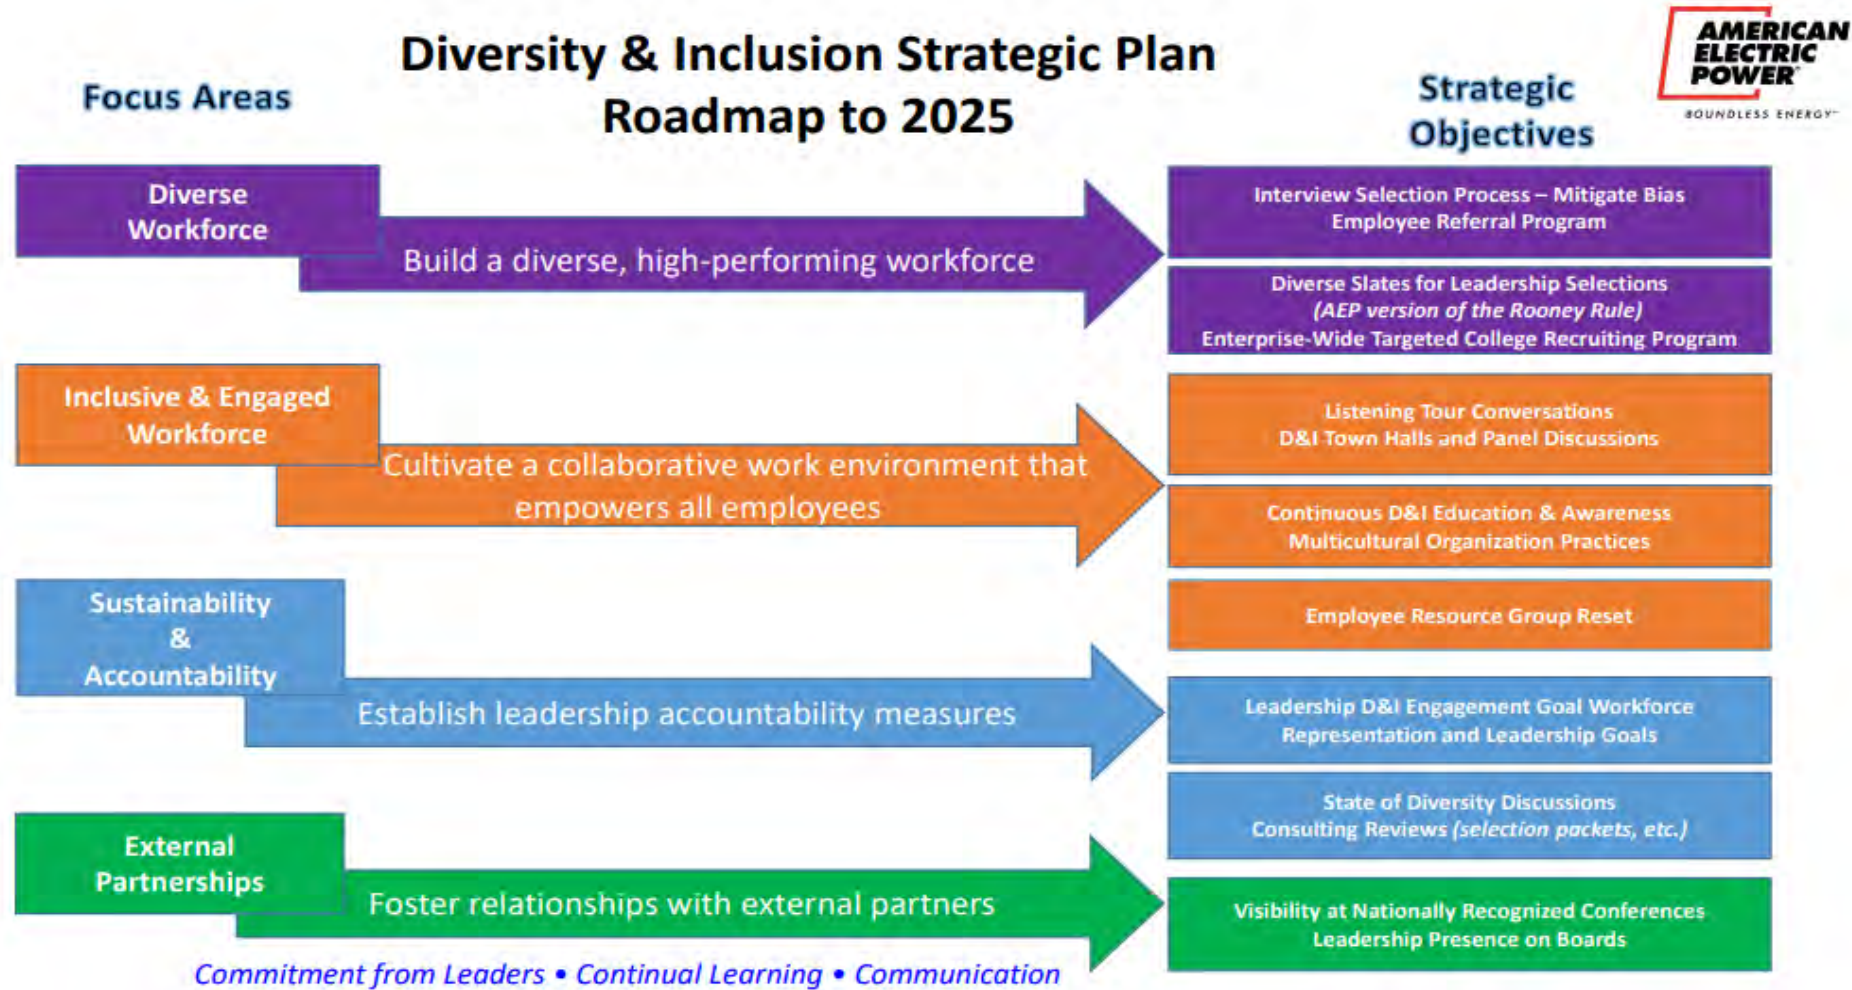 Diversity & Inclusion Strategic Plan
Roadmap to 2025
AMERICAN
ELECTRIC
POWER
BOUNDLESS ENERGY
Focus Areas
Strategic
Objectives
Diverse
Workforce
Build a diverse, high-performing workforce
Interview Selection Process – Mitigate Bias
Employee Referral Program
Diverse Slates for Leadership Selections
(AEP version of the Rooney Rule)
Enterprise-Wide Targeted College Recruiting Program
Inclusive & Engaged
Workforce
Cultivate a collaborative work environment that
empowers all employees
Listening Tour Conversations
D&I Town Halls and Panel Discussions
Continuous D&I Education & Awareness
Multicultural Organization Practices
Employee Resource Group Reset
Sustainability
&
Accountability
Establish leadership accountability measures
Leadership D&I Engagement Goal Workforce
Representation and Leadership Goals
State of Diversity Discussions
Consulting Reviews (selection packets, etc.)
External
Partnerships
Foster relationships with external partners
Visibility at Nationally Recognized Conferences
Leadership Presence on Boards
Commitment from Leaders • Continual Learning • Communication